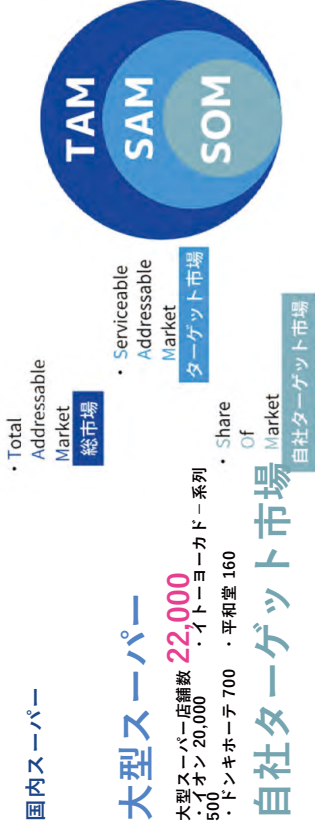 国内スーパー
・Total
Addressable
Market
総市場
TAM
大型スーパー
・Serviceable
Addressable
Market
ターゲット市場
SAM
大型スーパー店舗数 22,000
・イオン 20,000 ・イトーヨーカドー系列
500
・ドンキホーテ 700 ・平和堂 160
・Share
Of
Market
自社ターゲット市場
SOM
自社ターゲット市場